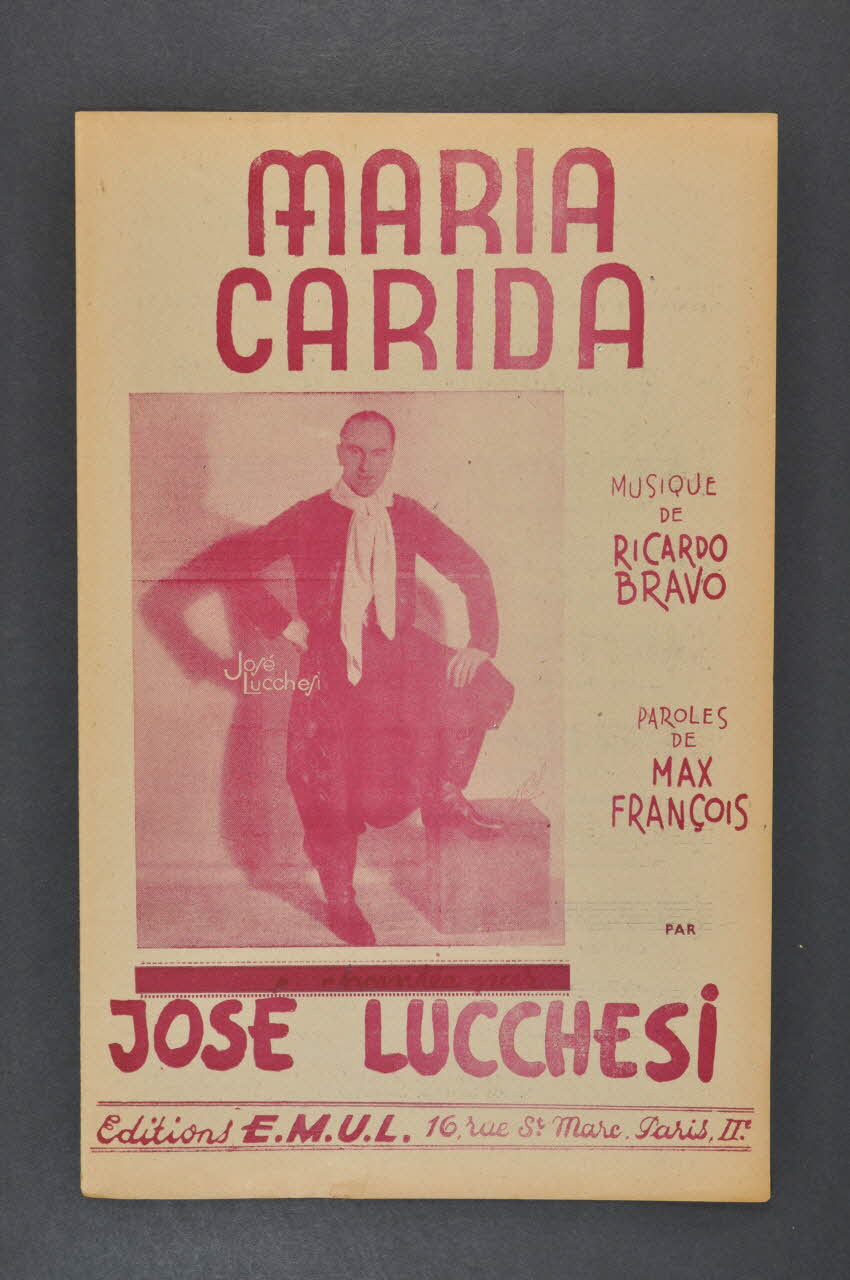 MARIA
CARIDA
MUSIQUE
DE
RICARDO
BRAVO
José
Lucchesi
PAROLES
DE
MAX
FRANÇOIS
PAR
JOSE LUCCHESI
Editions E.M.U.L. 16, rue St Marc. Paris, IIe